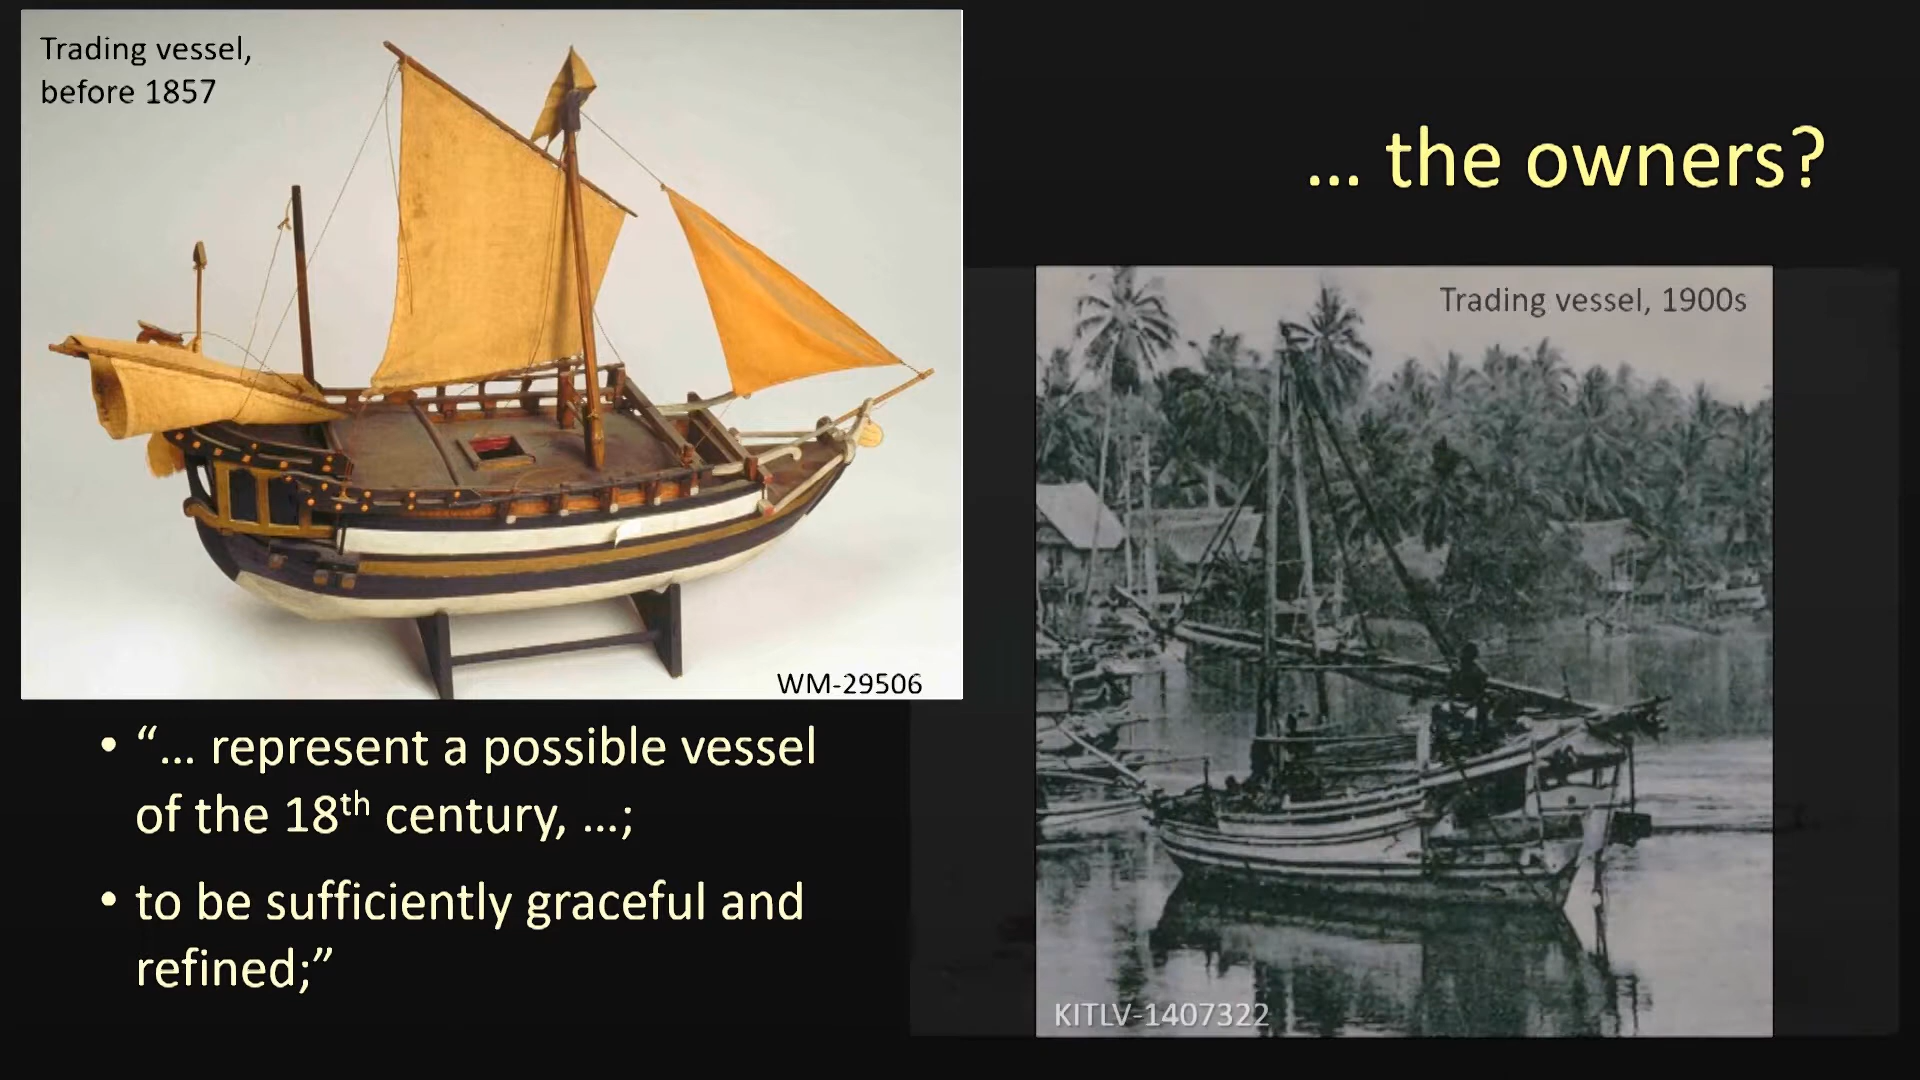 Trading vessel,
before 1857
WM-29506
… the owners?
Trading vessel, 1900s
KITLV-1407322
• “… represent a possible vessel
of the 18th century, …;
• to be sufficiently graceful and
refined;”